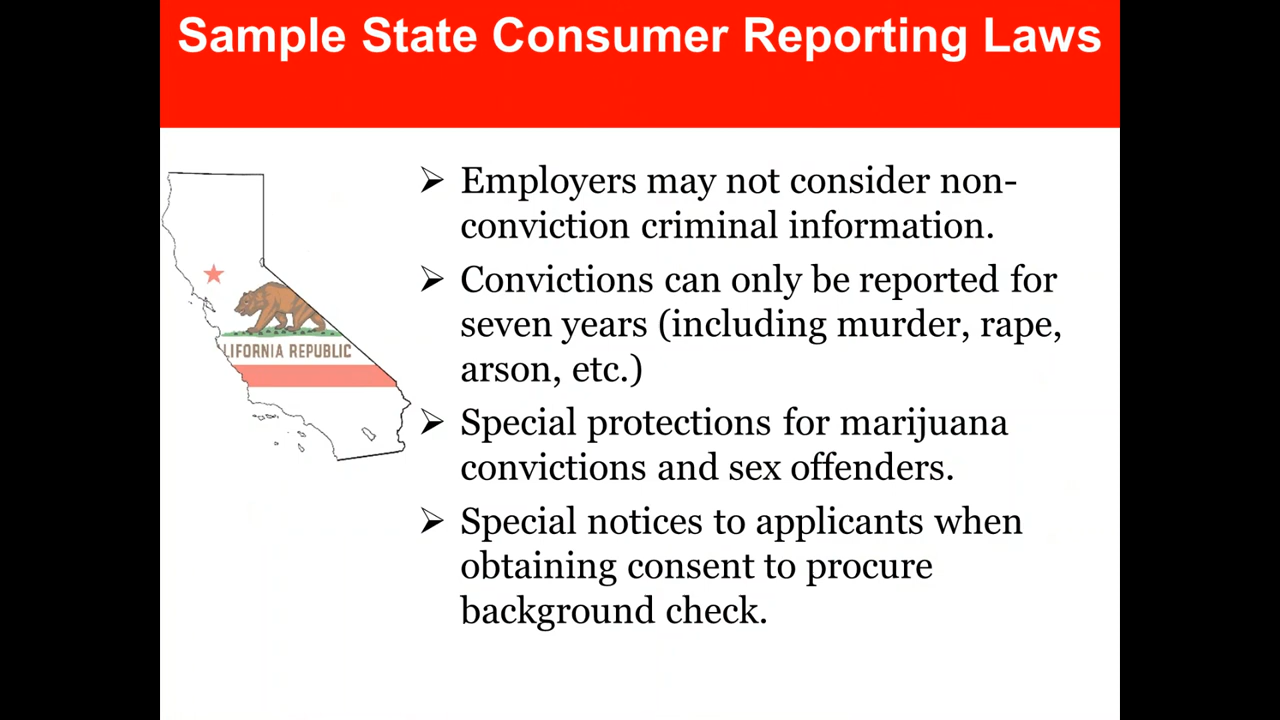 Sample State Consumer Reporting Laws
Employers may not consider non-
conviction criminal information.
Convictions can only be reported for
seven years (including murder, rape,
arson, etc.)
LIFORNIA REPUBLIC
Special protections for marijuana
convictions and sex offenders.
Special notices to applicants when
obtaining consent to procure
background check.